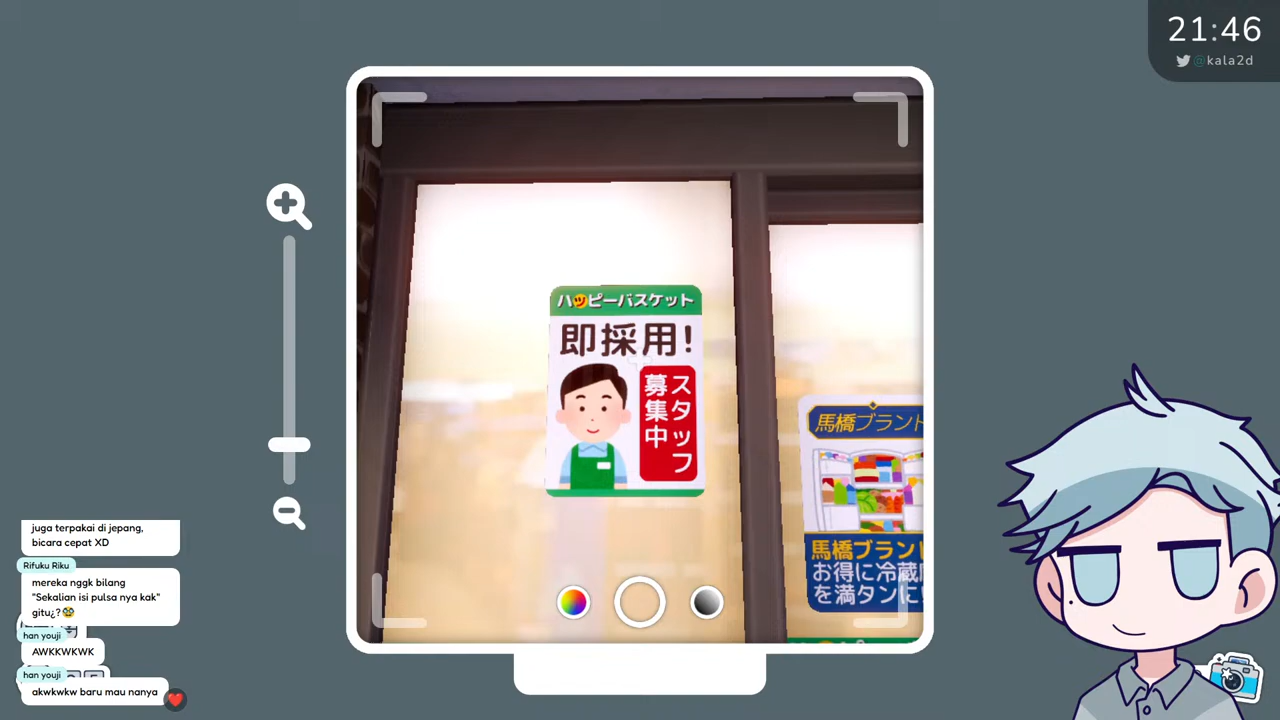 21:46
@kala2d
ハッピーバスケット
即採用!
スタッフ
募集中
馬橋ブランド
馬橋ブラン
お得に冷蔵
を満タンに
juga terpakai di jepang,
bicara cepat XD
Rifuku Riku
mereka nggk bilang
"Sekalian isi pulsa nya kak"
gitu¿?
han youji
AWKKWKWK
han youji
akwkwkw baru mau nanya